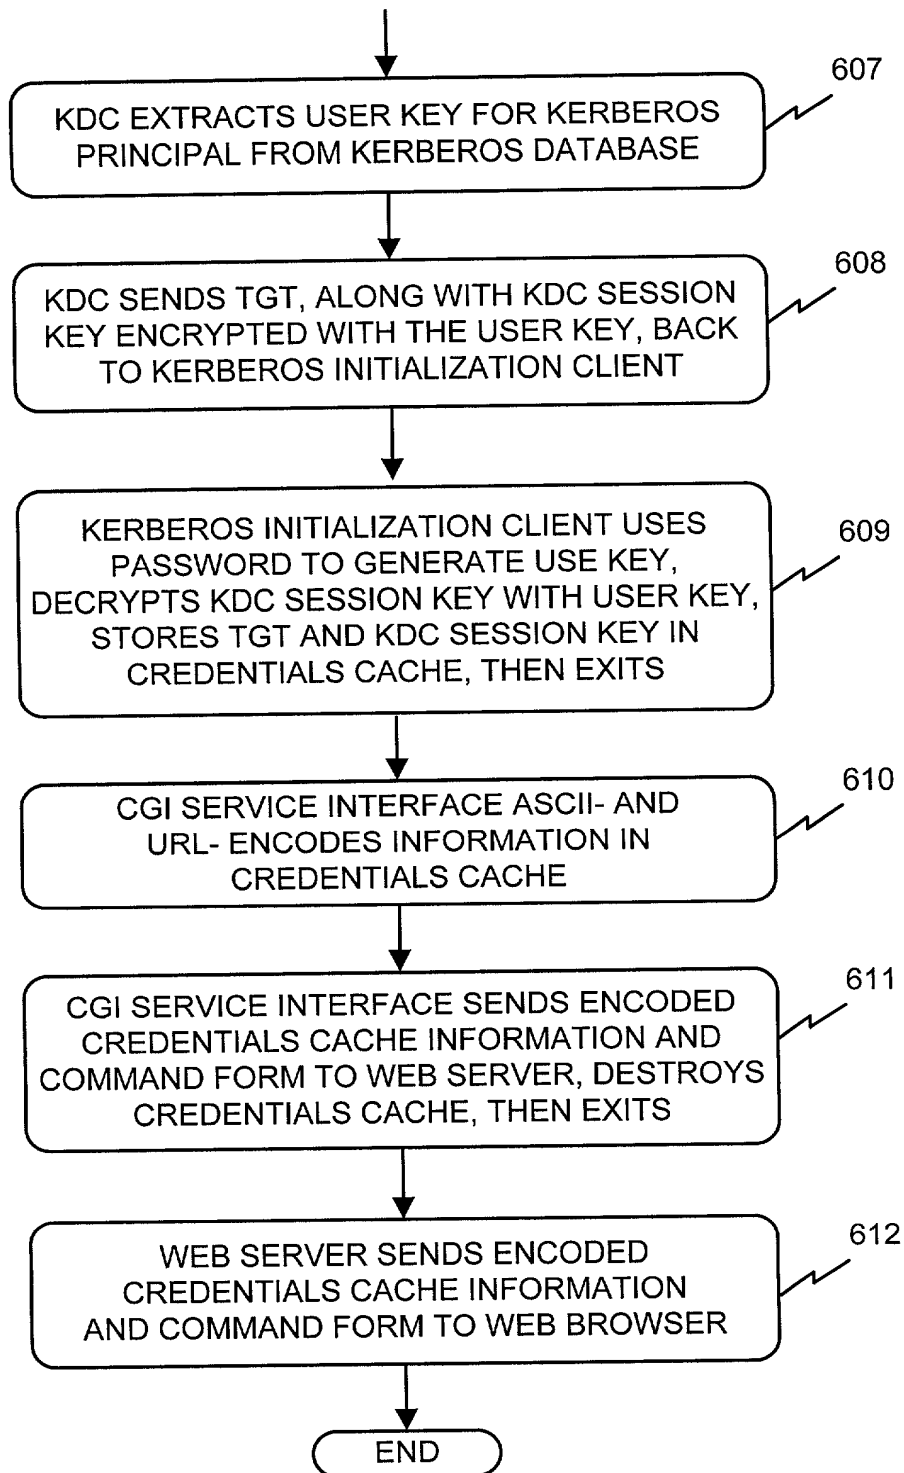 607
KDC EXTRACTS USER KEY FOR KERBEROS
PRINCIPAL FROM KERBEROS DATABASE
608
KDC SENDS TGT, ALONG WITH KDC SESSION
KEY ENCRYPTED WITH THE USER KEY, BACK
TO KERBEROS INITIALIZATION CLIENT
609
KERBEROS INITIALIZATION CLIENT USES
PASSWORD TO GENERATE USE KEY,
DECRYPTS KDC SESSION KEY WITH USER KEY,
STORES TGT AND KDC SESSION KEY IN
CREDENTIALS CACHE, THEN EXITS
610
CGI SERVICE INTERFACE ASCII- AND
URL- ENCODES INFORMATION IN
CREDENTIALS CACHE
611
CGI SERVICE INTERFACE SENDS ENCODED
CREDENTIALS CACHE INFORMATION AND
COMMAND FORM TO WEB SERVER, DESTROYS
CREDENTIALS CACHE, THEN EXITS
612
WEB SERVER SENDS ENCODED
CREDENTIALS CACHE INFORMATION
AND COMMAND FORM TO WEB BROWSER
END